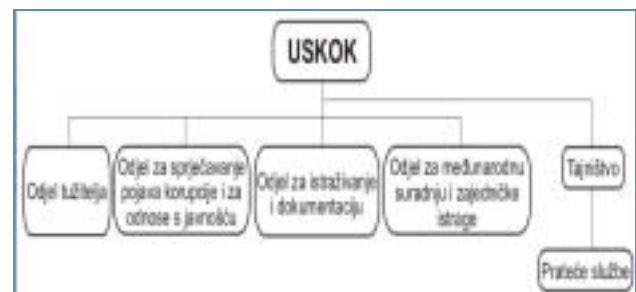 USKOK
Odjel tužitelja
Odjel za sprječavanje
pojava korupcije i za
odnose s javnošću
Odjel za istraživanje
i dokumentaciju
Odjel za međunarodnu
suradnju i zajedničke
istrage
Tajništvo
Prateće službe